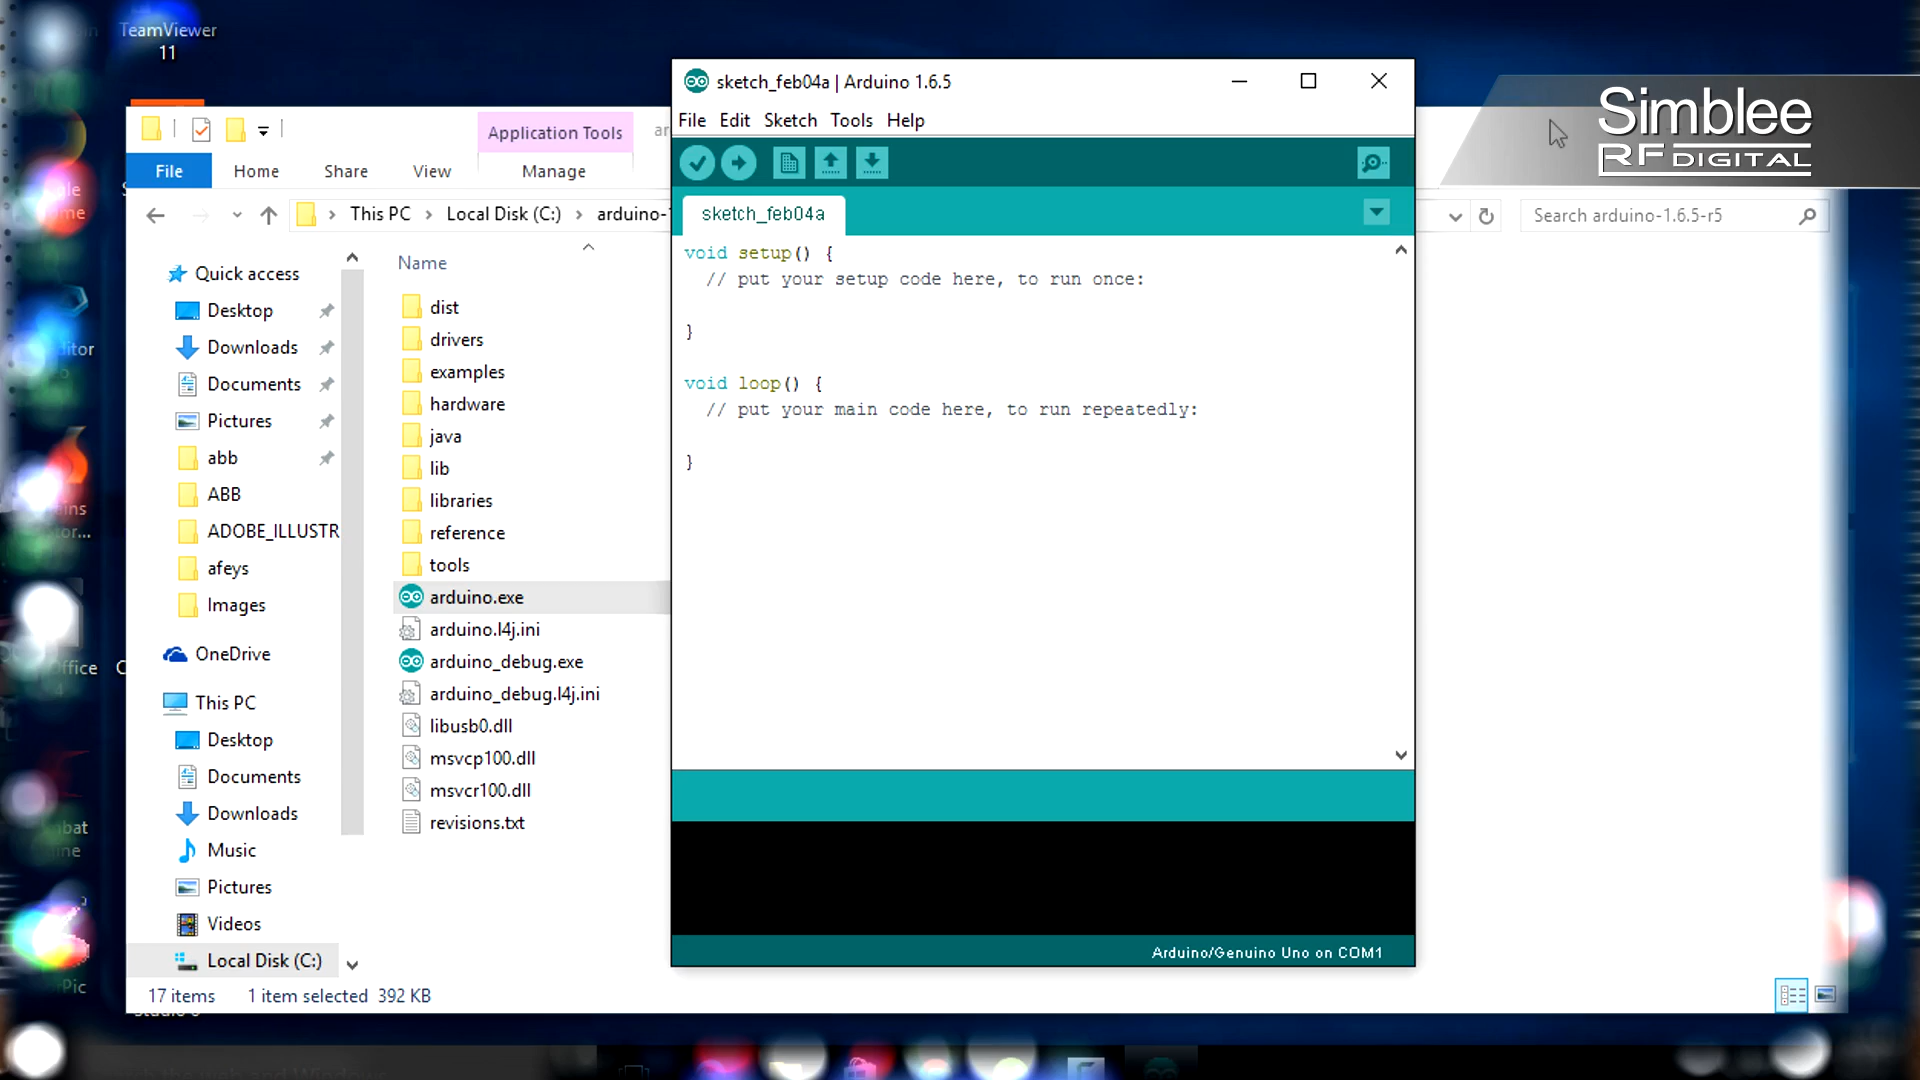 TeamViewer
11
Simblee
RF DIGITAL
Application Tools
File
Home
Share
View
Manage
This PC
Local Disk (C:)
arduino-1
Search arduino-1.6.5-r5
Quick access
Desktop
Downloads
Documents
Pictures
abb
ABB
ADOBE_ILLUSTR
afeys
Images
OneDrive
This PC
Desktop
Documents
Downloads
Music
Pictures
Videos
Local Disk (C:)
Name
dist
drivers
examples
hardware
java
lib
libraries
reference
tools
arduino.exe
arduino.l4j.ini
arduino_debug.exe
arduino_debug.l4j.ini
libusb0.dll
msvcp100.dll
msvcr100.dll
revisions.txt
17 items 1 item selected 392 KB
sketch_feb04a | Arduino 1.6.5
File Edit Sketch Tools Help
sketch_feb04a
void setup() {
// put your setup code here, to run once:
}
void loop() {
// put your main code here, to run repeatedly:
}
Arduino/Genuino Uno on COM1